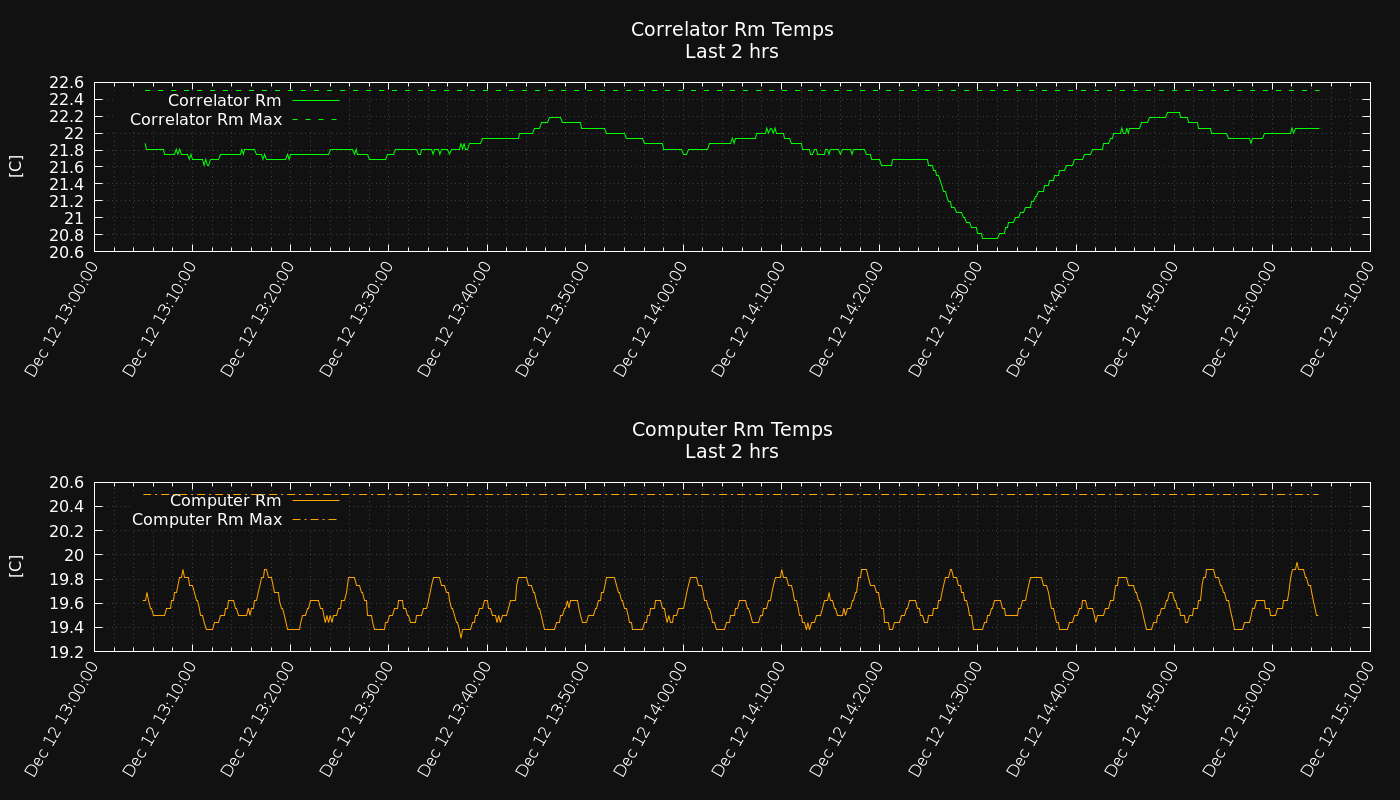 Correlator Rm Temps
Last 2 hrs
22.6
22.4
22.2
22
21.8
21.6
21.4
21.2
21
20.8
20.6
[C]
Correlator Rm
Correlator Rm Max
Dec 12 13:00:00
Dec 12 13:10:00
Dec 12 13:20:00
Dec 12 13:30:00
Dec 12 13:40:00
Dec 12 13:50:00
Dec 12 14:00:00
Dec 12 14:10:00
Dec 12 14:20:00
Dec 12 14:30:00
Dec 12 14:40:00
Dec 12 14:50:00
Dec 12 15:00:00
Dec 12 15:10:00
Computer Rm Temps
Last 2 hrs
20.6
20.4
20.2
20
19.8
19.6
19.4
19.2
[C]
Computer Rm
Computer Rm Max
Dec 12 13:00:00
Dec 12 13:10:00
Dec 12 13:20:00
Dec 12 13:30:00
Dec 12 13:40:00
Dec 12 13:50:00
Dec 12 14:00:00
Dec 12 14:10:00
Dec 12 14:20:00
Dec 12 14:30:00
Dec 12 14:40:00
Dec 12 14:50:00
Dec 12 15:00:00
Dec 12 15:10:00